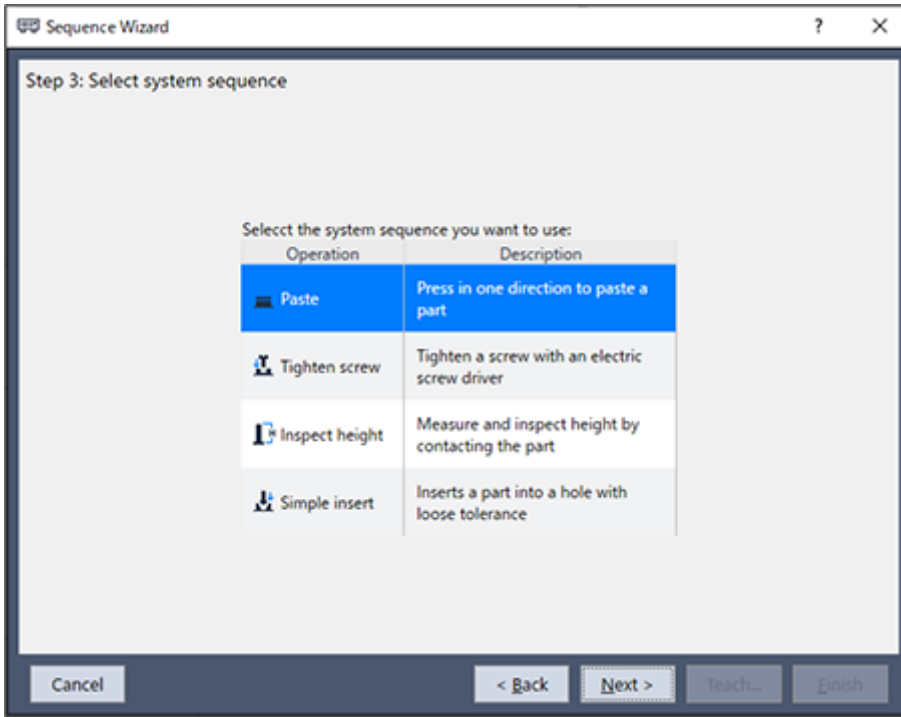 Sequence Wizard ? ✕
Step 3: Select system sequence
Selecct the system sequence you want to use:
Operation Description
Paste Press in one direction to paste a
part
Tighten screw Tighten a screw with an electric
screw driver
Inspect height Measure and inspect height by
contacting the part
Simple insert Inserts a part into a hole with
loose tolerance
Cancel < Back Next > Teach... Finish